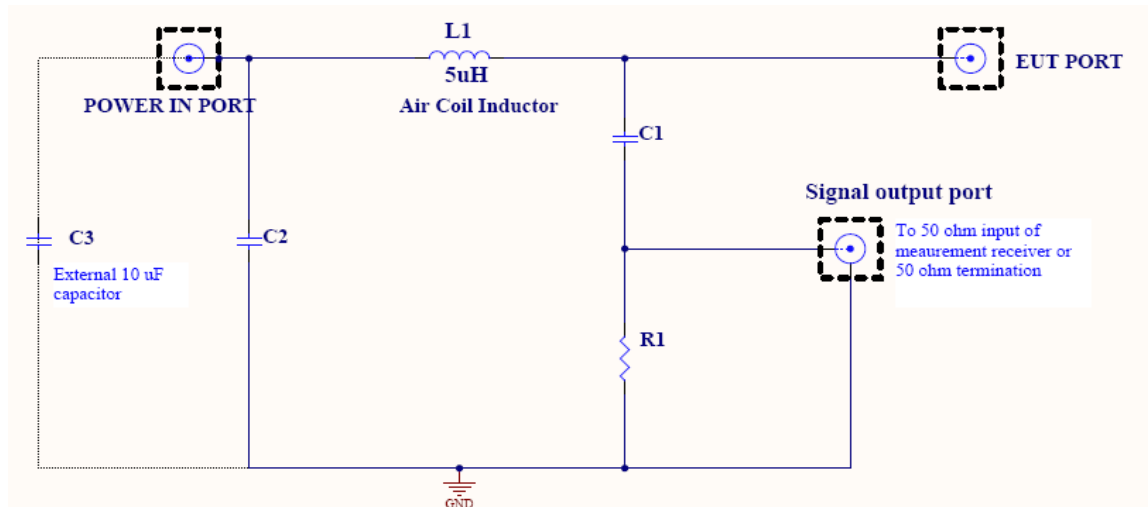 L1
5uH
Air Coil Inductor
POWER IN PORT
EUT PORT
C1
Signal output port
To 50 ohm input of
meaurement receiver or
50 ohm termination
C3
External 10 uF
capacitor
C2
R1
GND